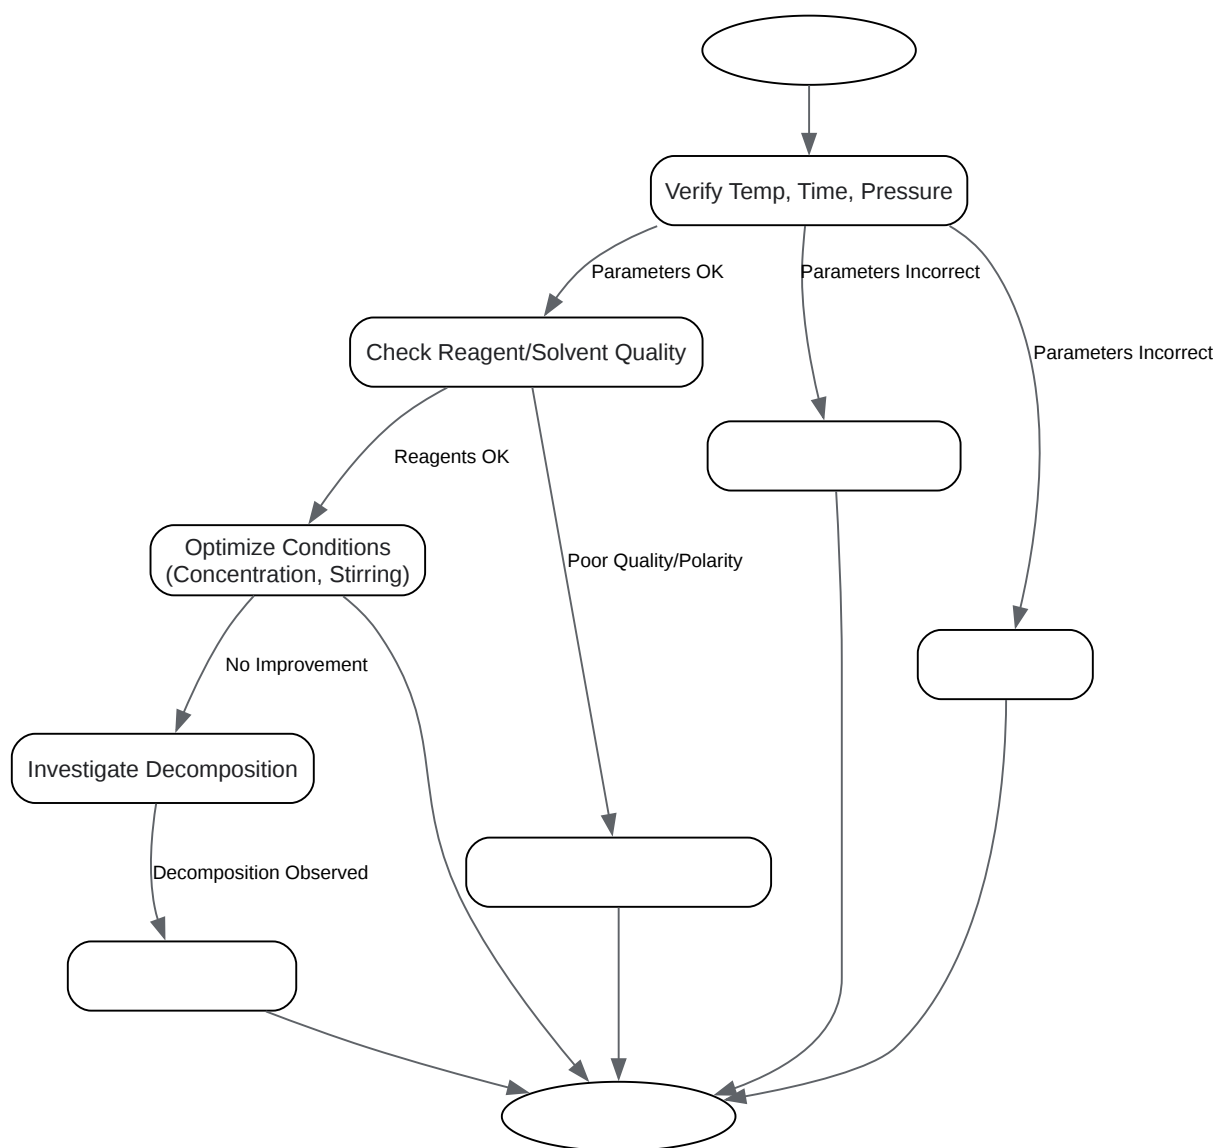 Verify Temp, Time, Pressure
Parameters OK
Parameters Incorrect
Check Reagent/Solvent Quality
Parameters Incorrect
Reagents OK
Optimize Conditions
(Concentration, Stirring)
Poor Quality/Polarity
No Improvement
Investigate Decomposition
Decomposition Observed